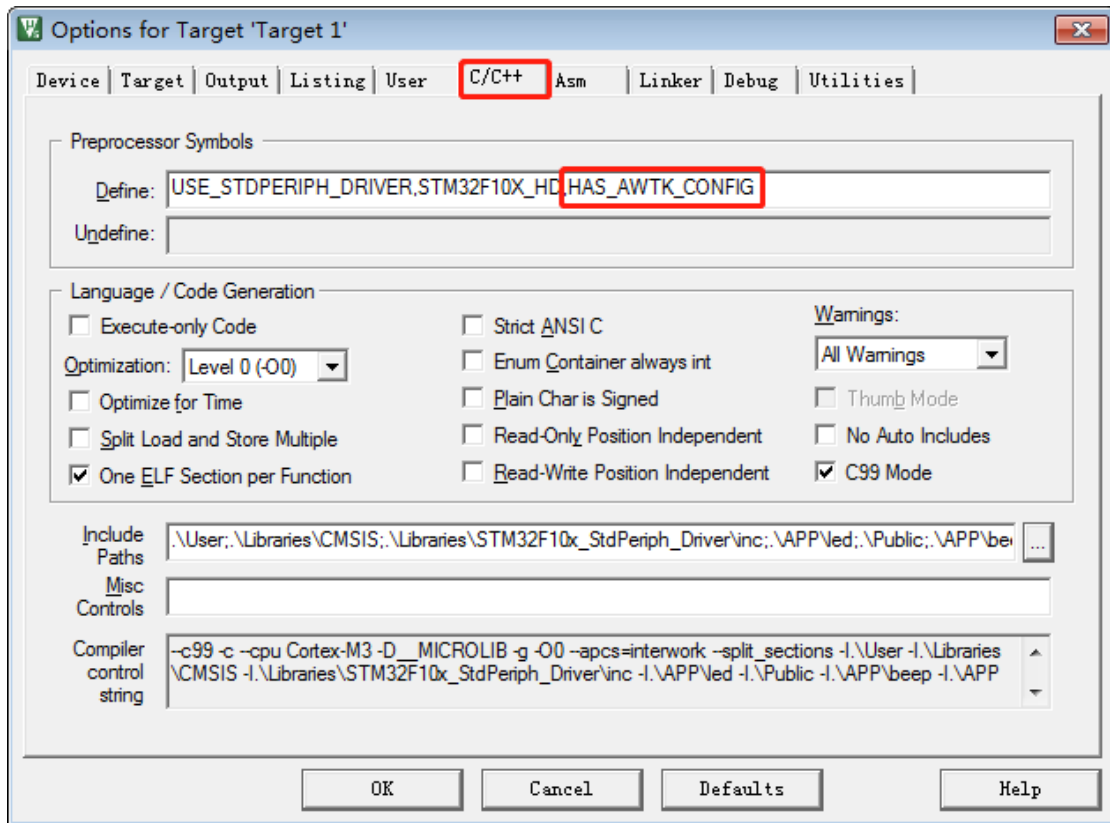 Options for Target 'Target 1'
Device Target Output Listing User C/C++ Asm Linker Debug Utilities
Preprocessor Symbols
Define: USE_STDPERIPH_DRIVER,STM32F10X_HD,HAS_AWTK_CONFIG
Undefine:
Language / Code Generation
Execute-only Code Strict ANSI C Warnings:
Optimization: Level 0 (-O0) Enum Container always int All Warnings
Optimize for Time Plain Char is Signed Thumb Mode
Split Load and Store Multiple Read-Only Position Independent No Auto Includes
One ELF Section per Function Read-Write Position Independent C99 Mode
Include Paths .\User;.\Libraries\CMSIS;.\Libraries\STM32F10x_StdPeriph_Driver\inc;.\APP\led;.\Public;.\APP\bee ...
Misc Controls
Compiler control string --c99 -c --cpu Cortex-M3 -D__MICROLIB -g -O0 --apcs=interwork --split_sections -I.\User -I.\Libraries
\CMSIS -I.\Libraries\STM32F10x_StdPeriph_Driver\inc -I.\APP\led -I.\Public -I.\APP\beep -I.\APP
OK Cancel Defaults Help